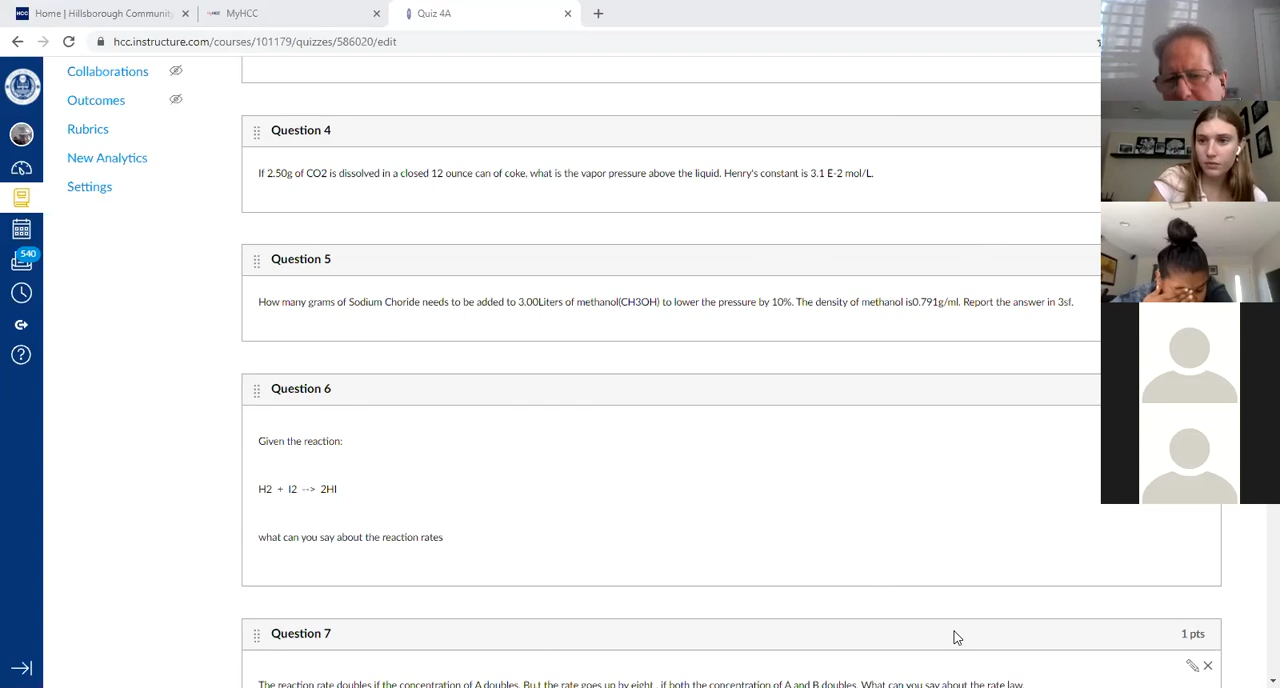 HCC Home | Hillsborough Community
MyHCC
Quiz 4A
hcc.instructure.com/courses/101179/quizzes/586020/edit
Collaborations
Outcomes
Rubrics
New Analytics
Settings
540
Question 4
If 2.50g of CO2 is dissolved in a closed 12 ounce can of coke, what is the vapor pressure above the liquid. Henry's constant is 3.1 E-2 mol/L.
Question 5
How many grams of Sodium Choride needs to be added to 3.00Liters of methanol(CH3OH) to lower the pressure by 10%. The density of methanol is0.791g/ml. Report the answer in 3sf.
Question 6
Given the reaction:
H2 + I2 --> 2HI
what can you say about the reaction rates
Question 7
1 pts
The reaction rate doubles if the concentration of A doubles. Bu.t the rate goes up by eight , if both the concentration of A and B doubles. What can you say about the rate law.